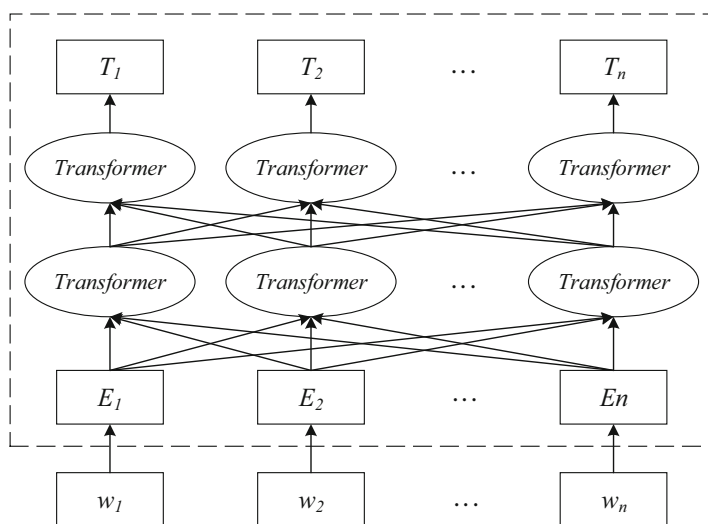 T₁ T₂ ... Tₙ
Transformer Transformer ... Transformer
Transformer Transformer ... Transformer
E₁ E₂ ... En
w₁ w₂ ... wₙ